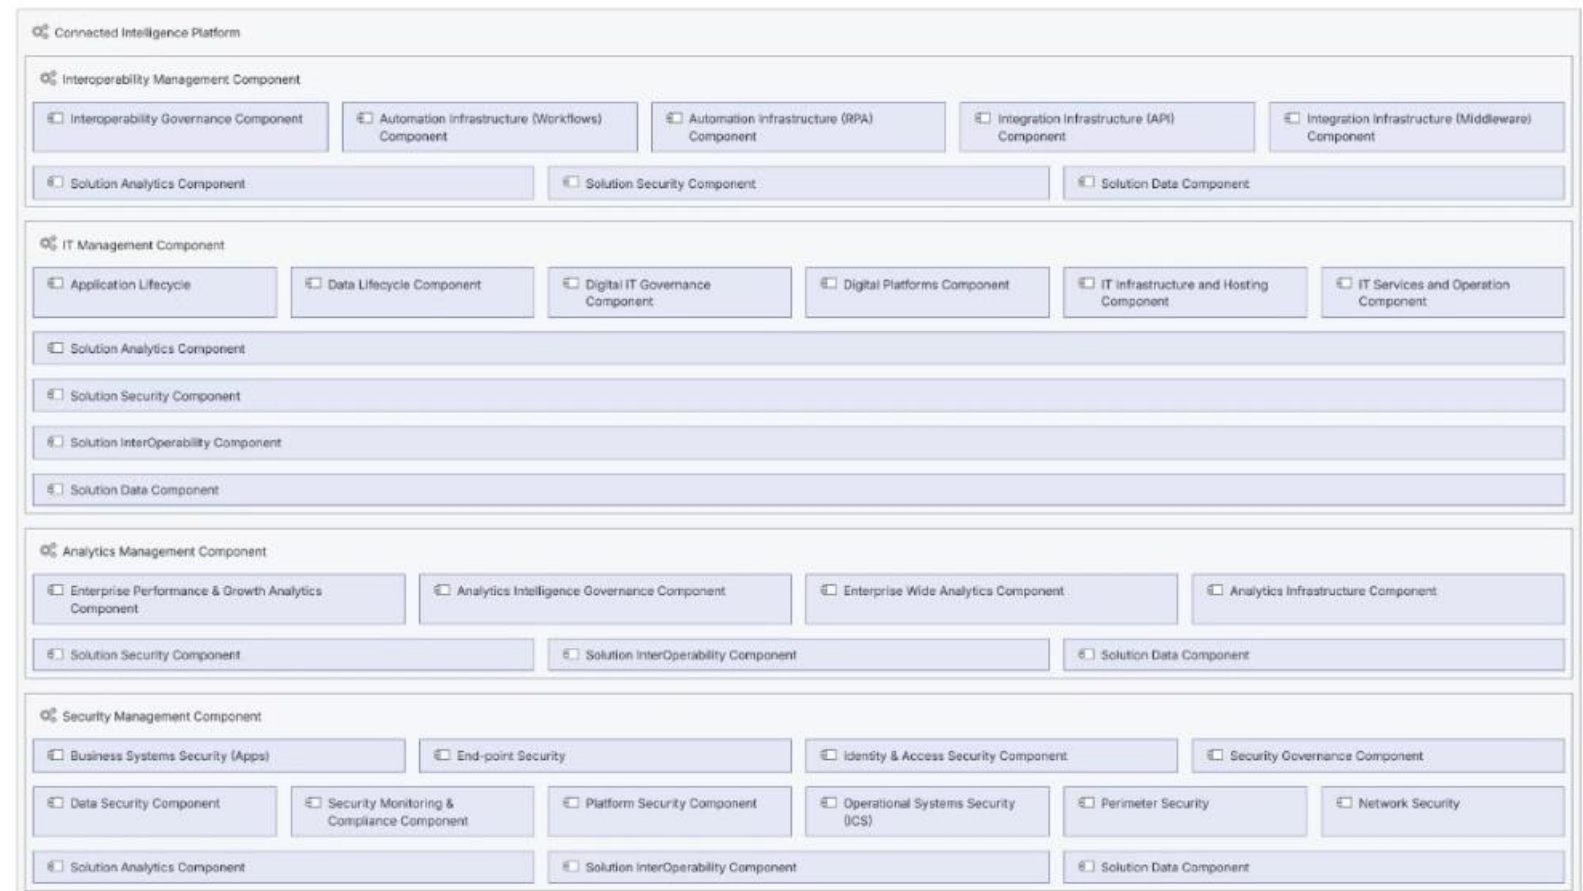 Connected Intelligence Platform
Interoperability Management Component
Interoperability Governance Component
Automation Infrastructure (Workflows)
Component
Automation Infrastructure (RPA)
Component
Integration Infrastructure (API)
Component
Integration Infrastructure (Middleware)
Component
Solution Analytics Component
Solution Security Component
Solution Data Component
IT Management Component
Application Lifecycle
Data Lifecycle Component
Digital IT Governance
Component
Digital Platforms Component
IT Infrastructure and Hosting
Component
IT Services and Operation
Component
Solution Analytics Component
Solution Security Component
Solution InterOperability Component
Solution Data Component
Analytics Management Component
Enterprise Performance & Growth Analytics
Component
Analytics Intelligence Governance Component
Enterprise Wide Analytics Component
Analytics Infrastructure Component
Solution Security Component
Solution InterOperability Component
Solution Data Component
Security Management Component
Business Systems Security (Apps)
End-point Security
Identity & Access Security Component
Security Governance Component
Data Security Component
Security Monitoring &
Compliance Component
Platform Security Component
Operational Systems Security
(ICS)
Perimeter Security
Network Security
Solution Analytics Component
Solution InterOperability Component
Solution Data Component